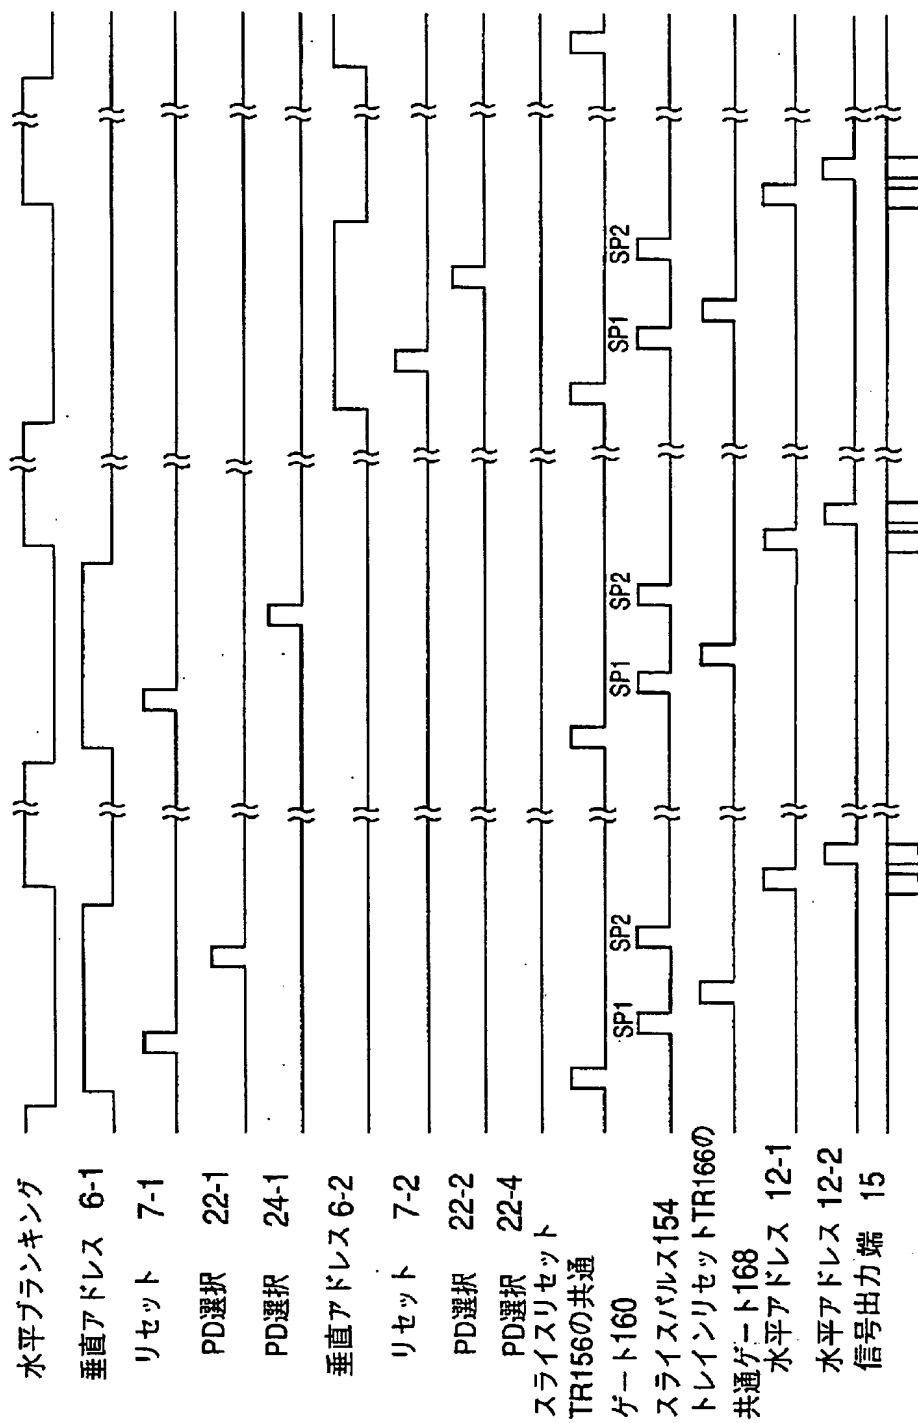 水平ブランキング
垂直アドレス 6-1
リセット 7-1
PD選択 22-1
PD選択 24-1
垂直アドレス 6-2
リセット 7-2
PD選択 22-2
PD選択 22-4
スライスリセット
TR156の共通
ゲート160
スライスパルス154
トレインリセットTR166の
共通ゲート168
水平アドレス 12-1
水平アドレス 12-2
信号出力端 15
SP1
SP2
SP1
SP2
SP1
SP2